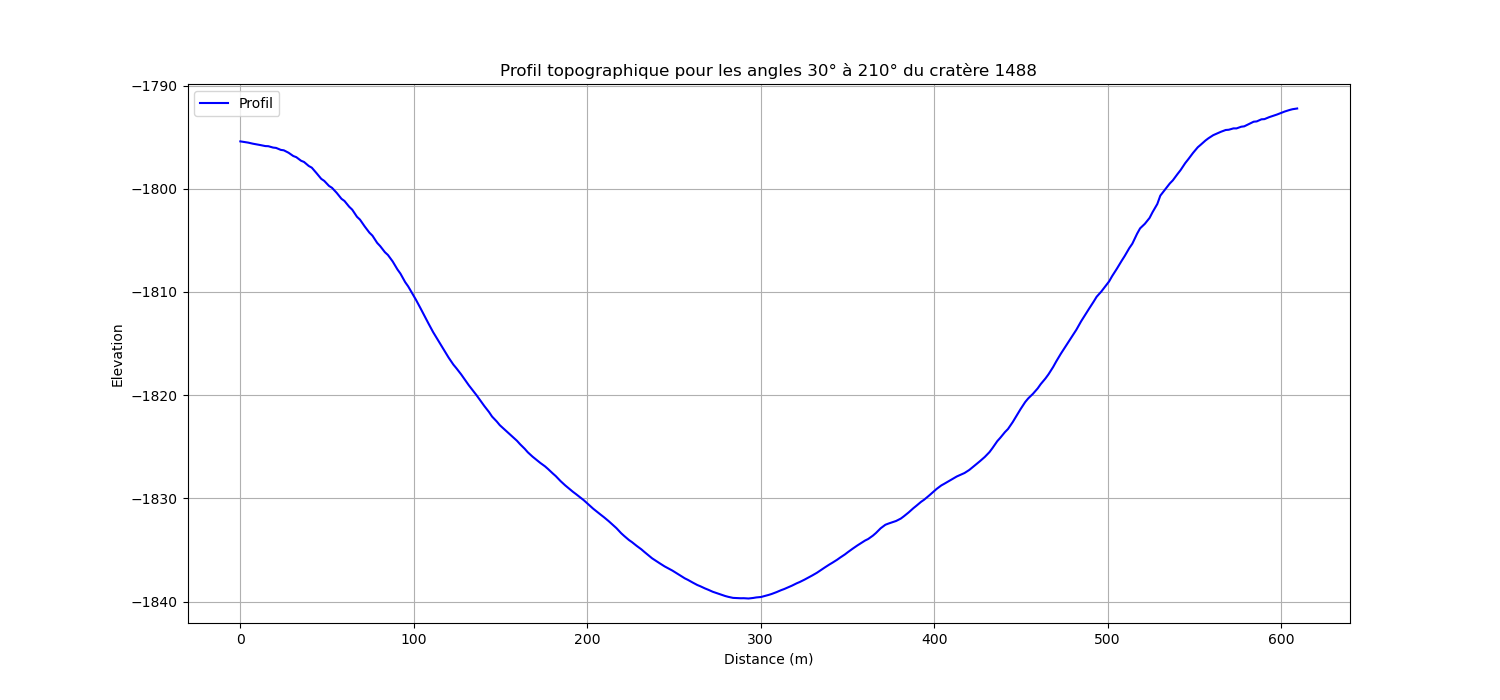 Profil topographique pour les angles 30° à 210° du cratère 1488
Profil
Elevation
−1790
−1800
−1810
−1820
−1830
−1840
0 100 200 300 400 500 600
Distance (m)